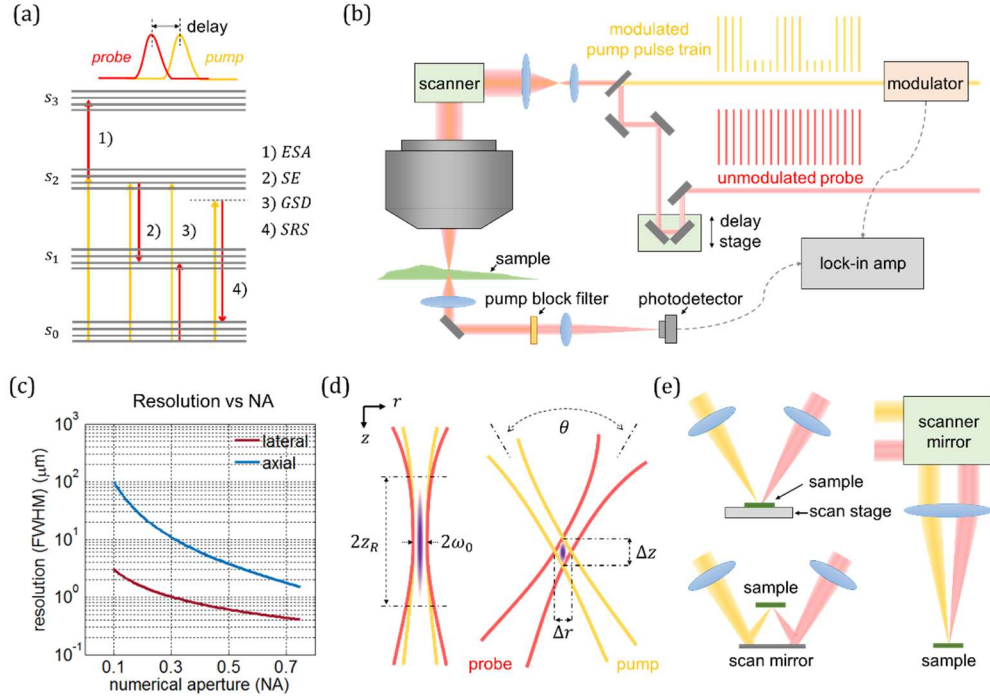 (a)
delay
probe
pump
s3
1)
s2
1) ESA
2) SE
3) GSD
4) SRS
2)
3)
s1
4)
s0
(b)
modulated
pump pulse train
scanner
modulator
unmodulated probe
delay
stage
sample
lock-in amp
pump block filter
photodetector
(c)
Resolution vs NA
resolution (FWHM) (μm)
10^3
10^2
10^1
10^0
10^-1
lateral
axial
0.1
0.3
0.5
0.7
numerical aperture (NA)
(d)
r
z
θ
2z_R
2ω_0
Δz
Δr
probe
pump
(e)
sample
scan stage
sample
scan mirror
scanner
mirror
sample